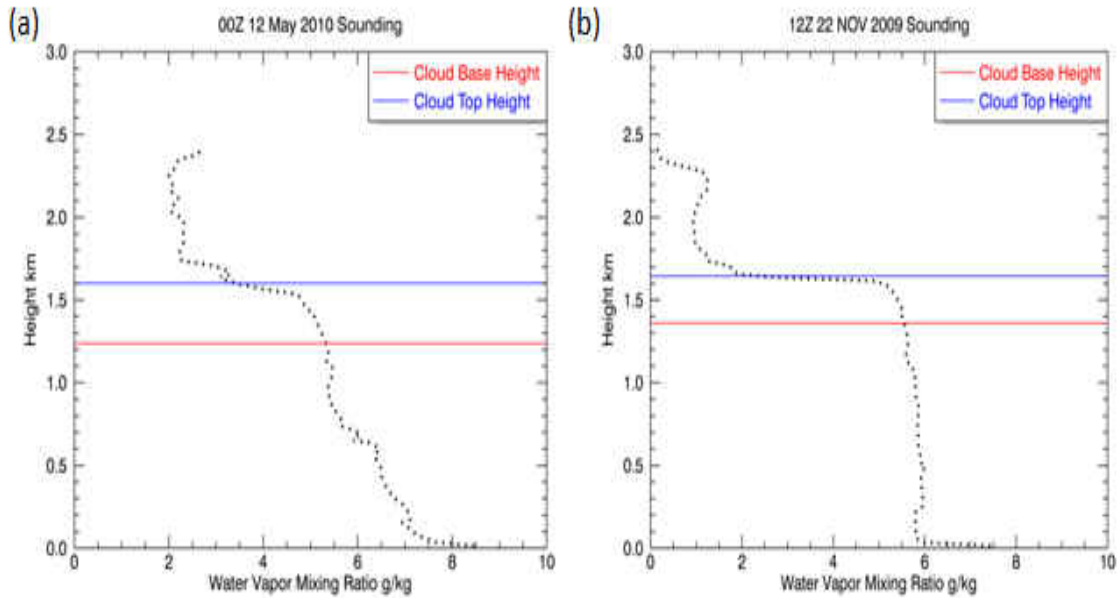 (a)
00Z 12 May 2010 Sounding
3.0
2.5
2.0
1.5
1.0
0.5
0.0
Height km
Cloud Base Height
Cloud Top Height
0 2 4 6 8 10
Water Vapor Mixing Ratio g/kg
(b)
12Z 22 NOV 2009 Sounding
3.0
2.5
2.0
1.5
1.0
0.5
0.0
Height km
Cloud Base Height
Cloud Top Height
0 2 4 6 8 10
Water Vapor Mixing Ratio g/kg